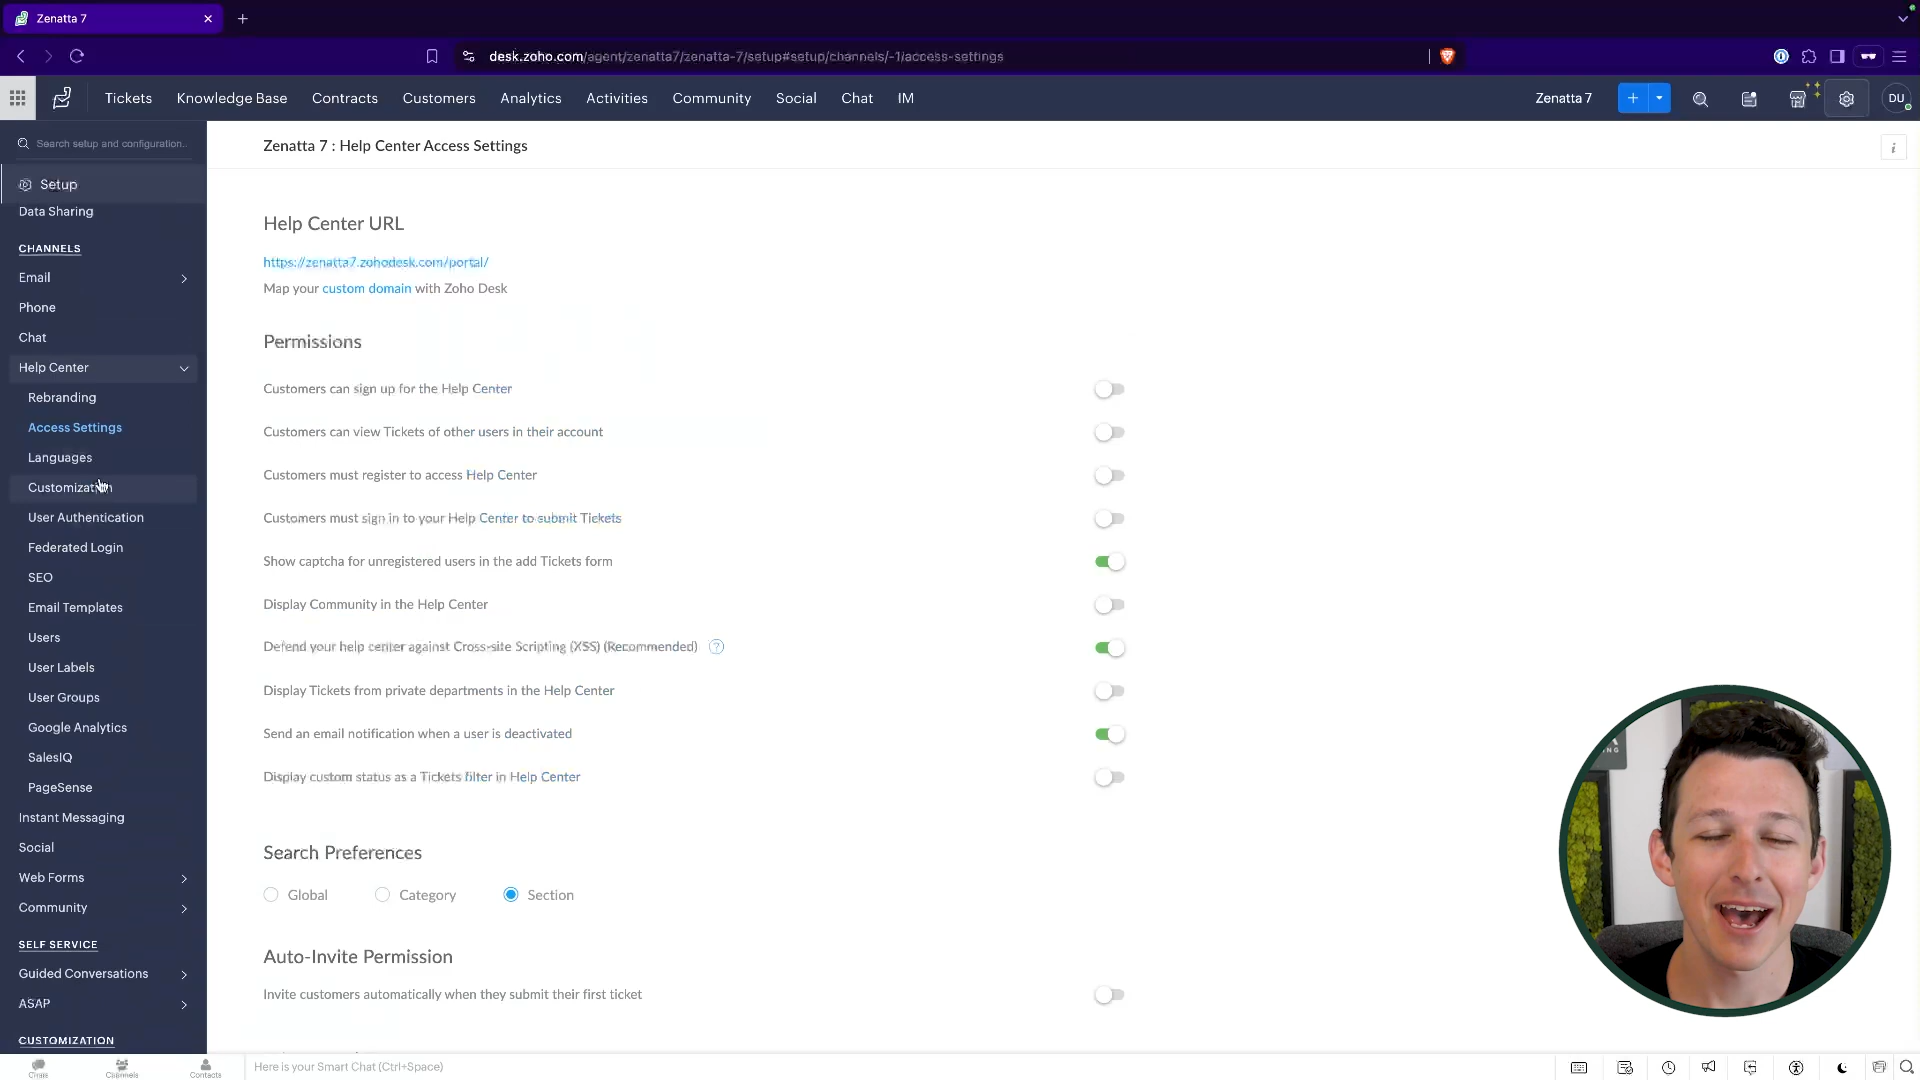 Zenatta 7
desk.zoho.com/agent/zenatta7/zenatta-7/setup#setup/channels/-1/access-settings
Tickets Knowledge Base Contracts Customers Analytics Activities Community Social Chat IM Zenatta 7 DU
Search setup and configuration..
Setup
Data Sharing
CHANNELS
Email
Phone
Chat
Help Center
Rebranding
Access Settings
Languages
Customization
User Authentication
Federated Login
SEO
Email Templates
Users
User Labels
User Groups
Google Analytics
SalesIQ
PageSense
Instant Messaging
Social
Web Forms
Community
SELF SERVICE
Guided Conversations
ASAP
CUSTOMIZATION
Zenatta 7 : Help Center Access Settings
Help Center URL
https://zenatta7.zohodesk.com/portal/
Map your custom domain with Zoho Desk
Permissions
Customers can sign up for the Help Center
Customers can view Tickets of other users in their account
Customers must register to access Help Center
Customers must sign in to your Help Center to submit Tickets
Show captcha for unregistered users in the add Tickets form
Display Community in the Help Center
Defend your help center against Cross-site Scripting (XSS) (Recommended)
Display Tickets from private departments in the Help Center
Send an email notification when a user is deactivated
Display custom status as a Tickets filter in Help Center
Search Preferences
Global Category Section
Auto-Invite Permission
Invite customers automatically when they submit their first ticket
Chats Channels Contacts
Here is your Smart Chat (Ctrl+Space)